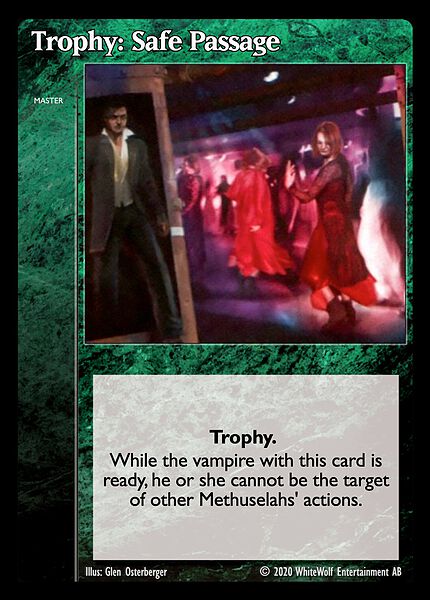 Trophy: Safe Passage
MASTER
Trophy.
While the vampire with this card is
ready, he or she cannot be the target
of other Methuselahs' actions.
Illus: Glen Osterberger
© 2020 WhiteWolf Entertainment AB